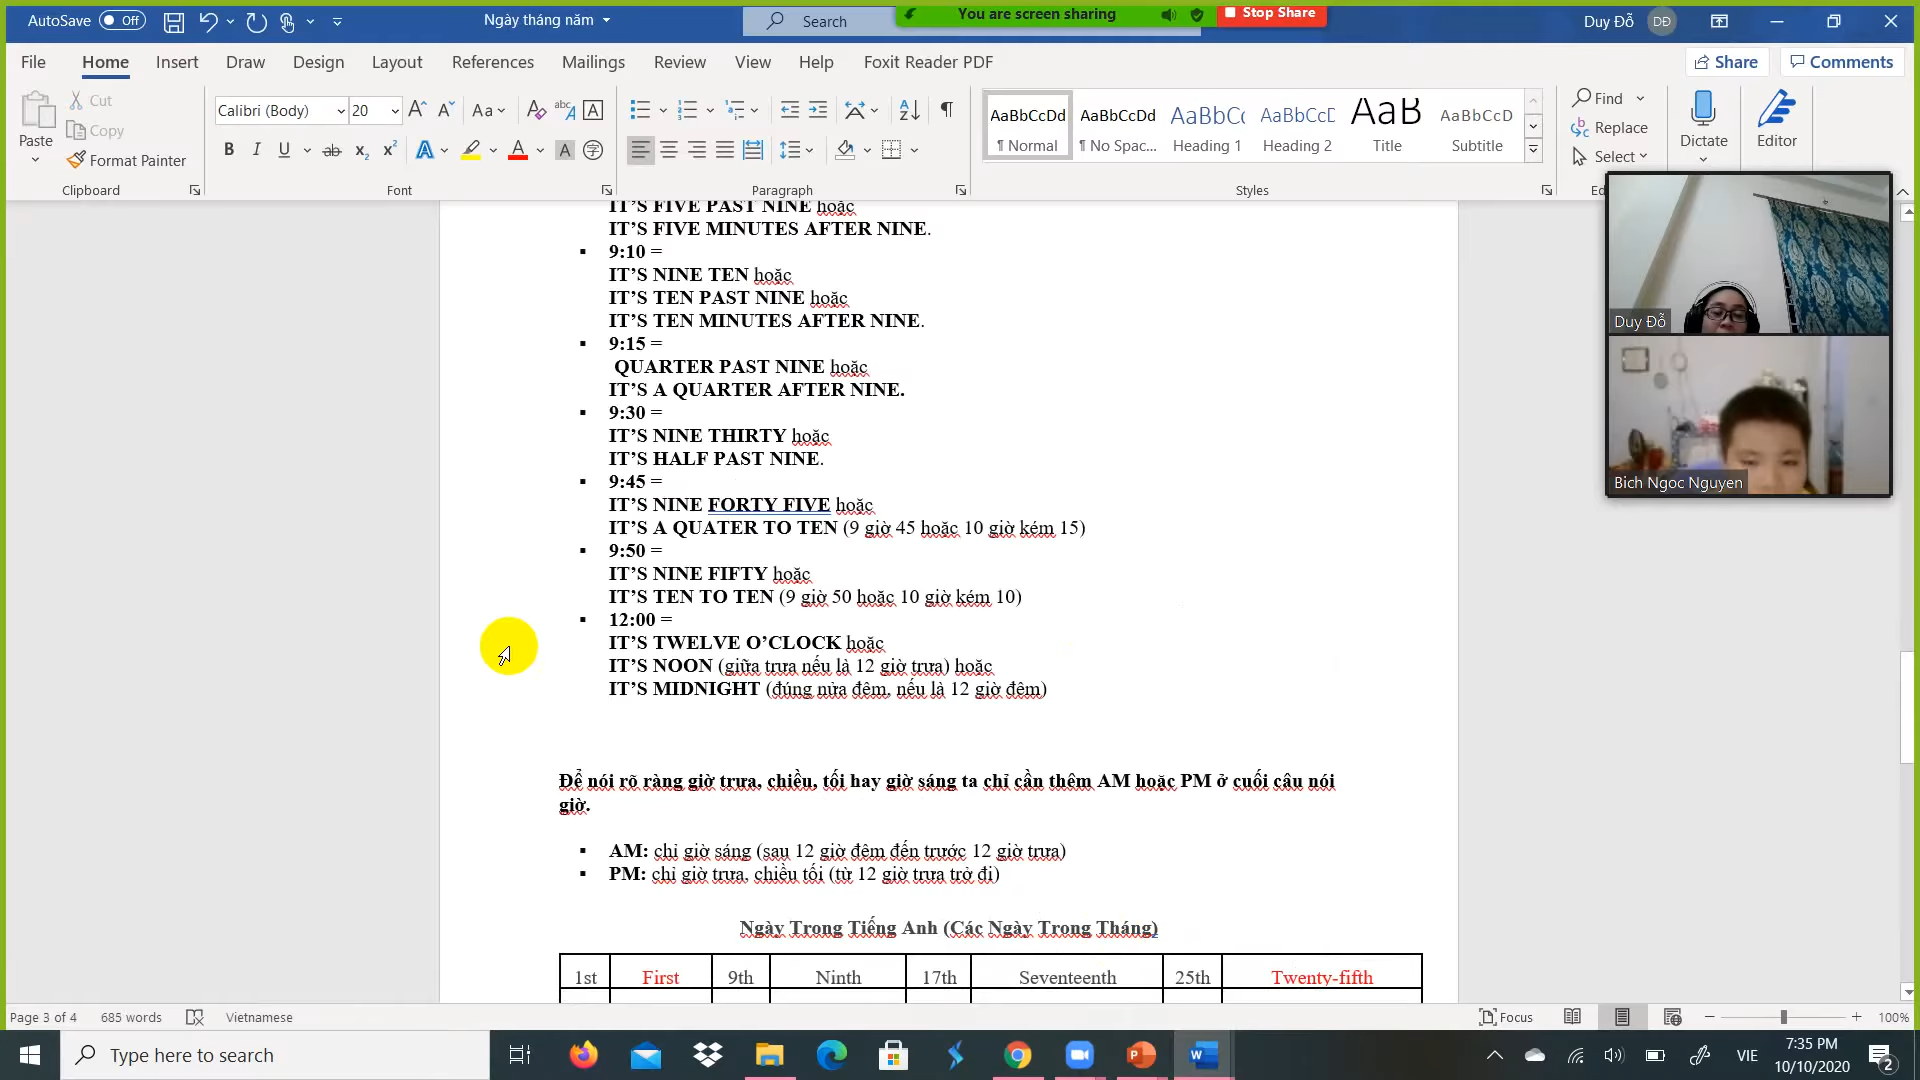 AutoSave Off Ngày tháng năm Search You are screen sharing Stop Share Duy Đỗ DĐ
File Home Insert Draw Design Layout References Mailings Review View Help Foxit Reader PDF Share Comments
Paste Cut Copy Format Painter Clipboard
Calibri (Body) 20 Font
Paragraph
AaBbCcDd AaBbCcDd AaBbCc AaBbCcD AaB AaBbCcD
¶ Normal ¶ No Spac... Heading 1 Heading 2 Title Subtitle
Styles
Find
Replace
Select
Dictate Editor
Duy Đỗ
Bich Ngoc Nguyen
IT’S FIVE PAST NINE hoặc
IT’S FIVE MINUTES AFTER NINE.
▪ 9:10 =
IT’S NINE TEN hoặc
IT’S TEN PAST NINE hoặc
IT’S TEN MINUTES AFTER NINE.
▪ 9:15 =
QUARTER PAST NINE hoặc
IT’S A QUARTER AFTER NINE.
▪ 9:30 =
IT’S NINE THIRTY hoặc
IT’S HALF PAST NINE.
▪ 9:45 =
IT’S NINE FORTY FIVE hoặc
IT’S A QUATER TO TEN (9 giờ 45 hoặc 10 giờ kém 15)
▪ 9:50 =
IT’S NINE FIFTY hoặc
IT’S TEN TO TEN (9 giờ 50 hoặc 10 giờ kém 10)
▪ 12:00 =
IT’S TWELVE O’CLOCK hoặc
IT’S NOON (giữa trưa nếu là 12 giờ trưa) hoặc
IT’S MIDNIGHT (đúng nửa đêm, nếu là 12 giờ đêm)
Để nói rõ ràng giờ trưa, chiều, tối hay giờ sáng ta chỉ cần thêm AM hoặc PM ở cuối câu nói
giờ.
▪ AM: chỉ giờ sáng (sau 12 giờ đêm đến trước 12 giờ trưa)
▪ PM: chỉ giờ trưa, chiều tối (từ 12 giờ trưa trở đi)
Ngày Trong Tiếng Anh (Các Ngày Trong Tháng)
1st First 9th Ninth 17th Seventeenth 25th Twenty-fifth
Page 3 of 4 685 words Vietnamese Focus 100%
Type here to search VIE 7:35 PM
10/10/2020 2